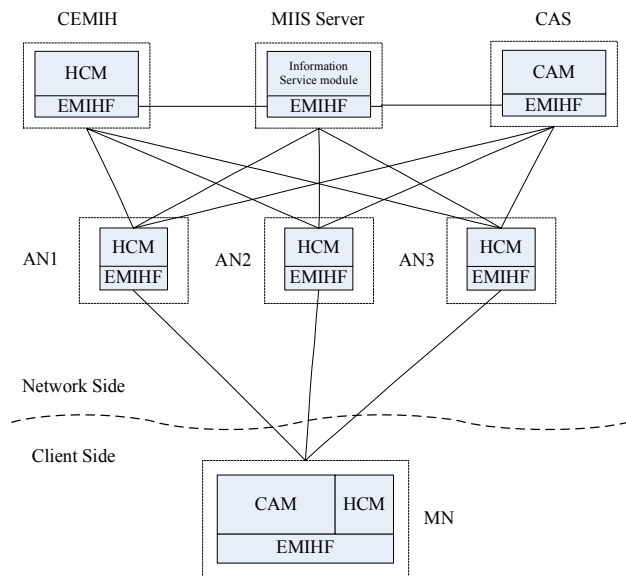 CEMIH
MIIS Server
CAS
HCM
EMIHF
Information
Service module
EMIHF
CAM
EMIHF
AN1
HCM
EMIHF
AN2
HCM
EMIHF
AN3
HCM
EMIHF
Network Side
Client Side
CAM
HCM
EMIHF
MN